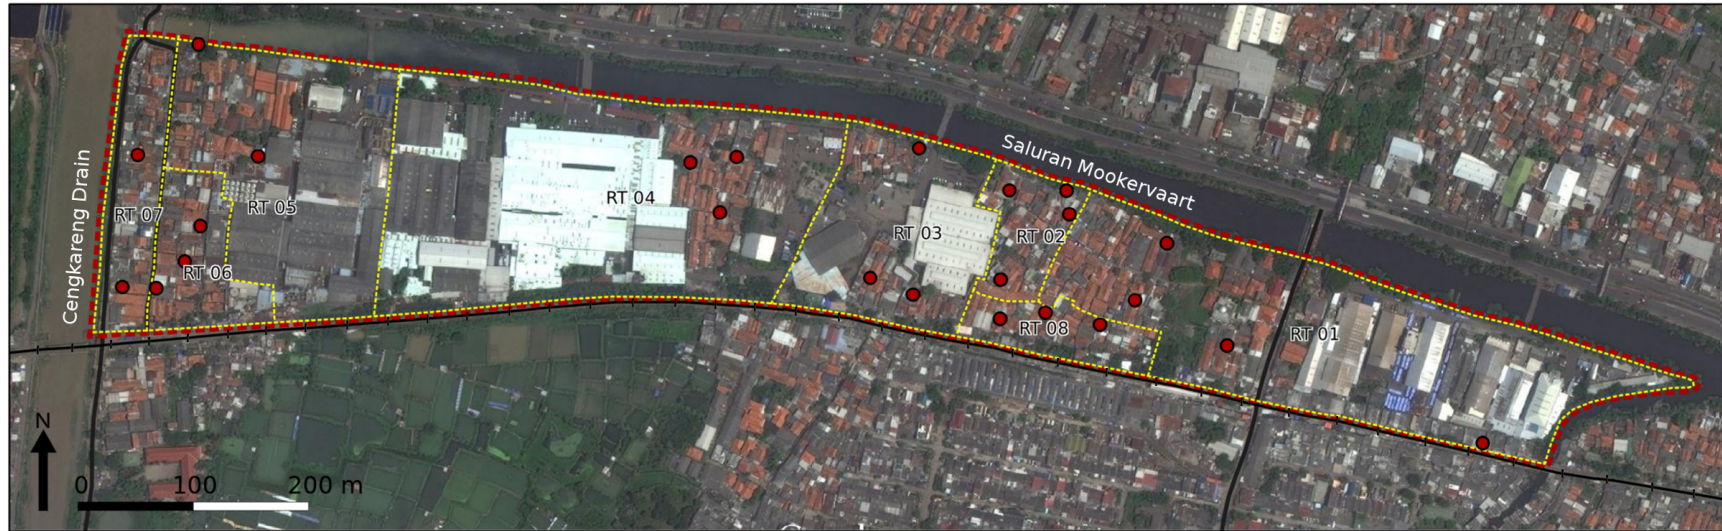 Saluran Mookervaart
Cengkareng Drain
RT 07
RT 05
RT 04
RT 03
RT 02
RT 06
RT 08
RT 01
N
0 100 200 m